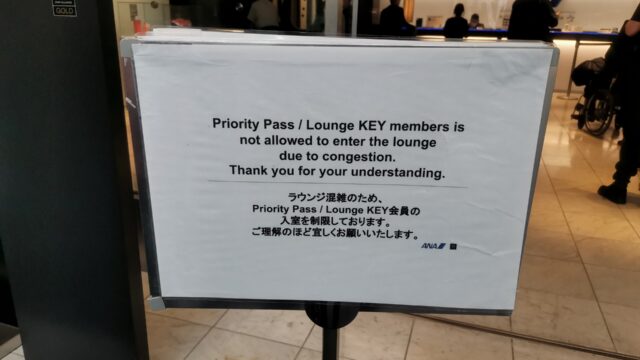 GOLD
Priority Pass / Lounge KEY members is
not allowed to enter the lounge
due to congestion.
Thank you for your understanding.
ラウンジ混雑のため、
Priority Pass / Lounge KEY会員の
入室を制限しております。
ご理解のほど宜しくお願いいたします。
ANA